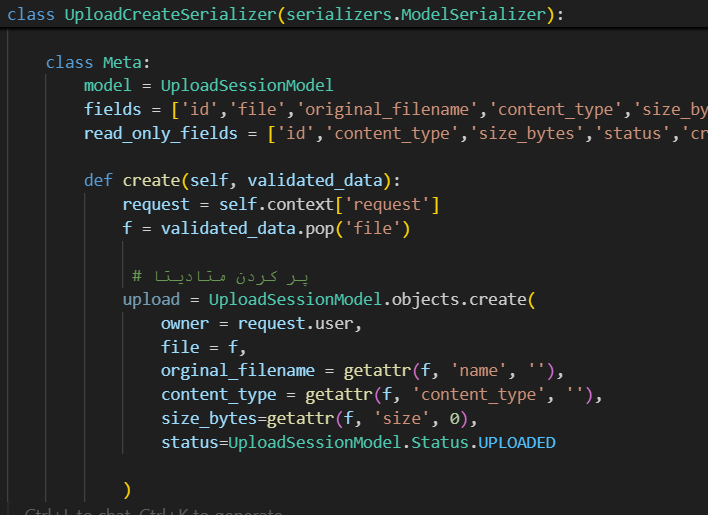 class UploadCreateSerializer(serializers.ModelSerializer):
class Meta:
model = UploadSessionModel
fields = ['id','file','original_filename','content_type','size_by
read_only_fields = ['id','content_type','size_bytes','status','cr
def create(self, validated_data):
request = self.context['request']
f = validated_data.pop('file')
# پر کردن متادیتا
upload = UploadSessionModel.objects.create(
owner = request.user,
file = f,
orginal_filename = getattr(f, 'name', ''),
content_type = getattr(f, 'content_type', ''),
size_bytes=getattr(f, 'size', 0),
status=UploadSessionModel.Status.UPLOADED
)
Ctrl+L to chat, Ctrl+K to generate